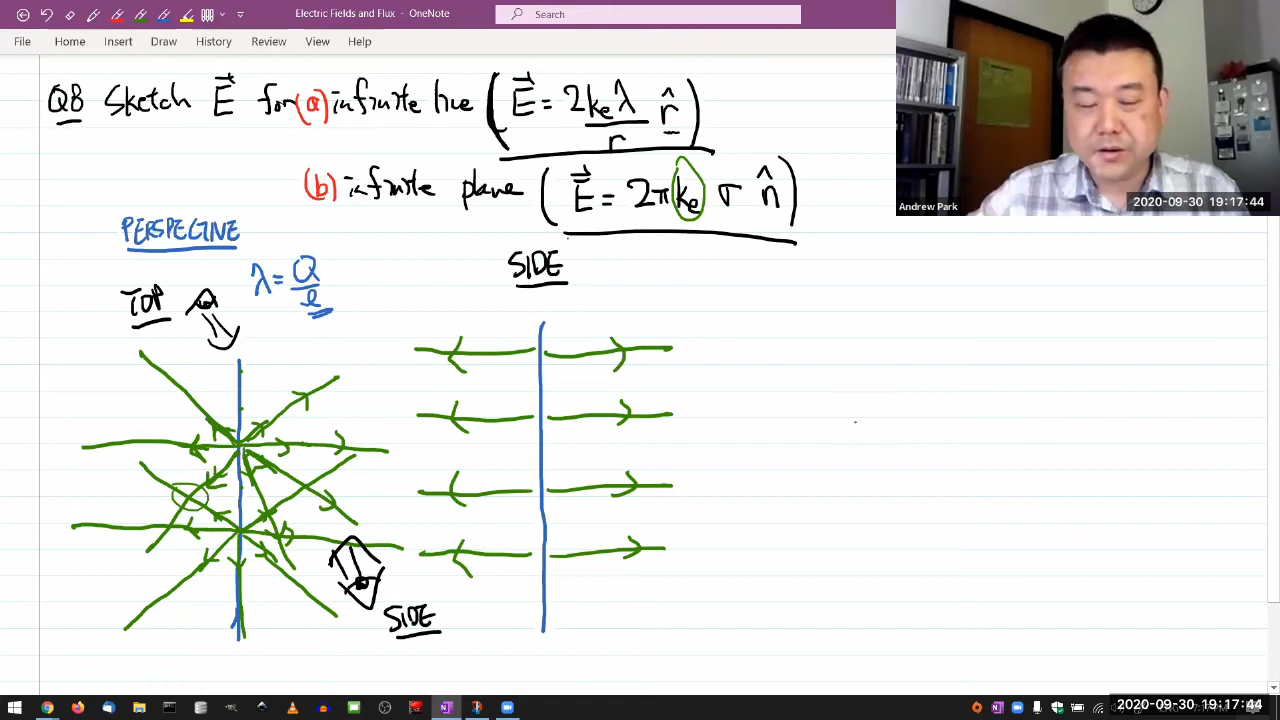 Electric Fields and Flux - OneNote
Search
File Home Insert Draw History Review View Help
Q8 Sketch E⃗ for (a) infinite line (E⃗ = 2kₑλ/r r̂)
(b) infinite plane (E⃗ = 2πkₑ σ n̂)
PERSPECTIVE
λ = Q/ℓ
SIDE
TOP
SIDE
Andrew Park
2020-09-30 19:17:44
2020-09-30 19:17:44